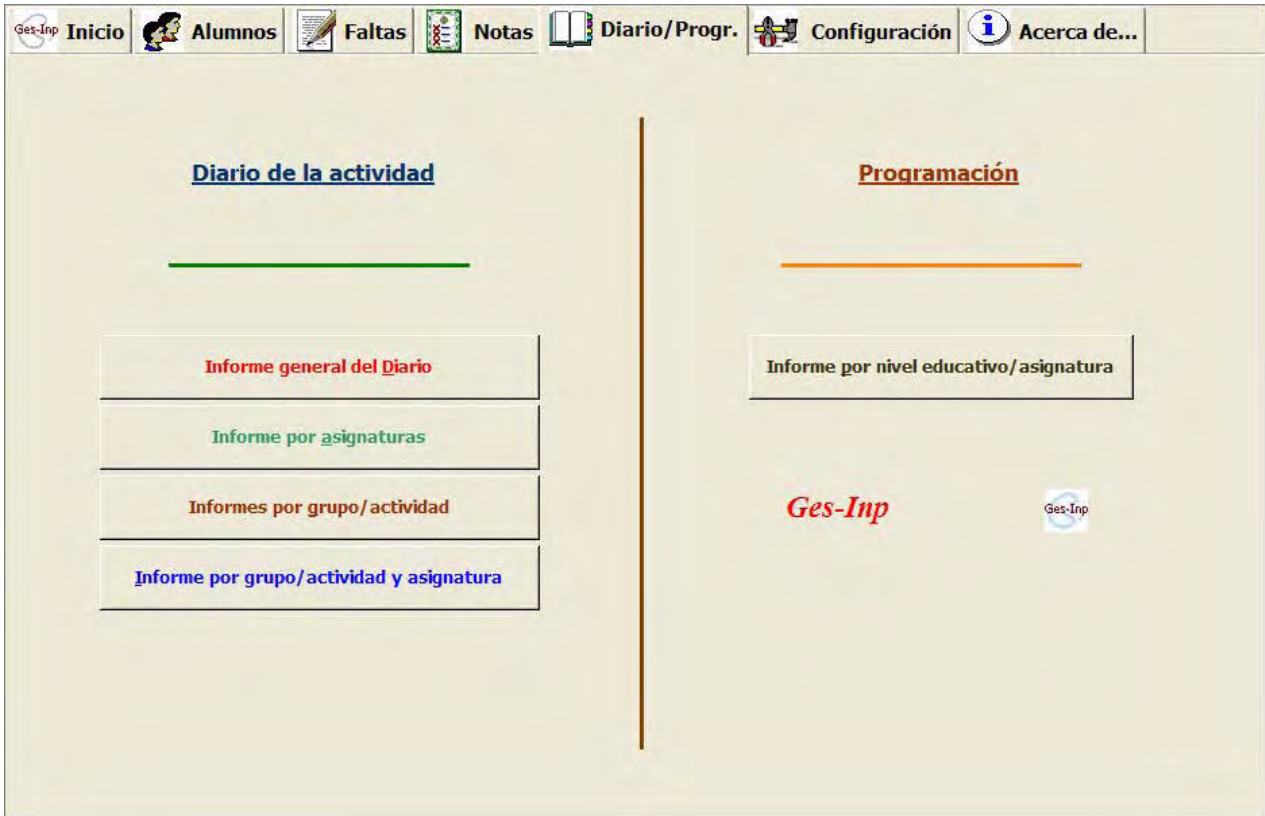 Ges-Inp Inicio Alumnos Faltas Notas Diario/Progr. Configuración Acerca de...
Diario de la actividad
Informe general del Diario
Informe por asignaturas
Informes por grupo/actividad
Informe por grupo/actividad y asignatura
Programación
Informe por nivel educativo/asignatura
Ges-Inp Ges-Inp